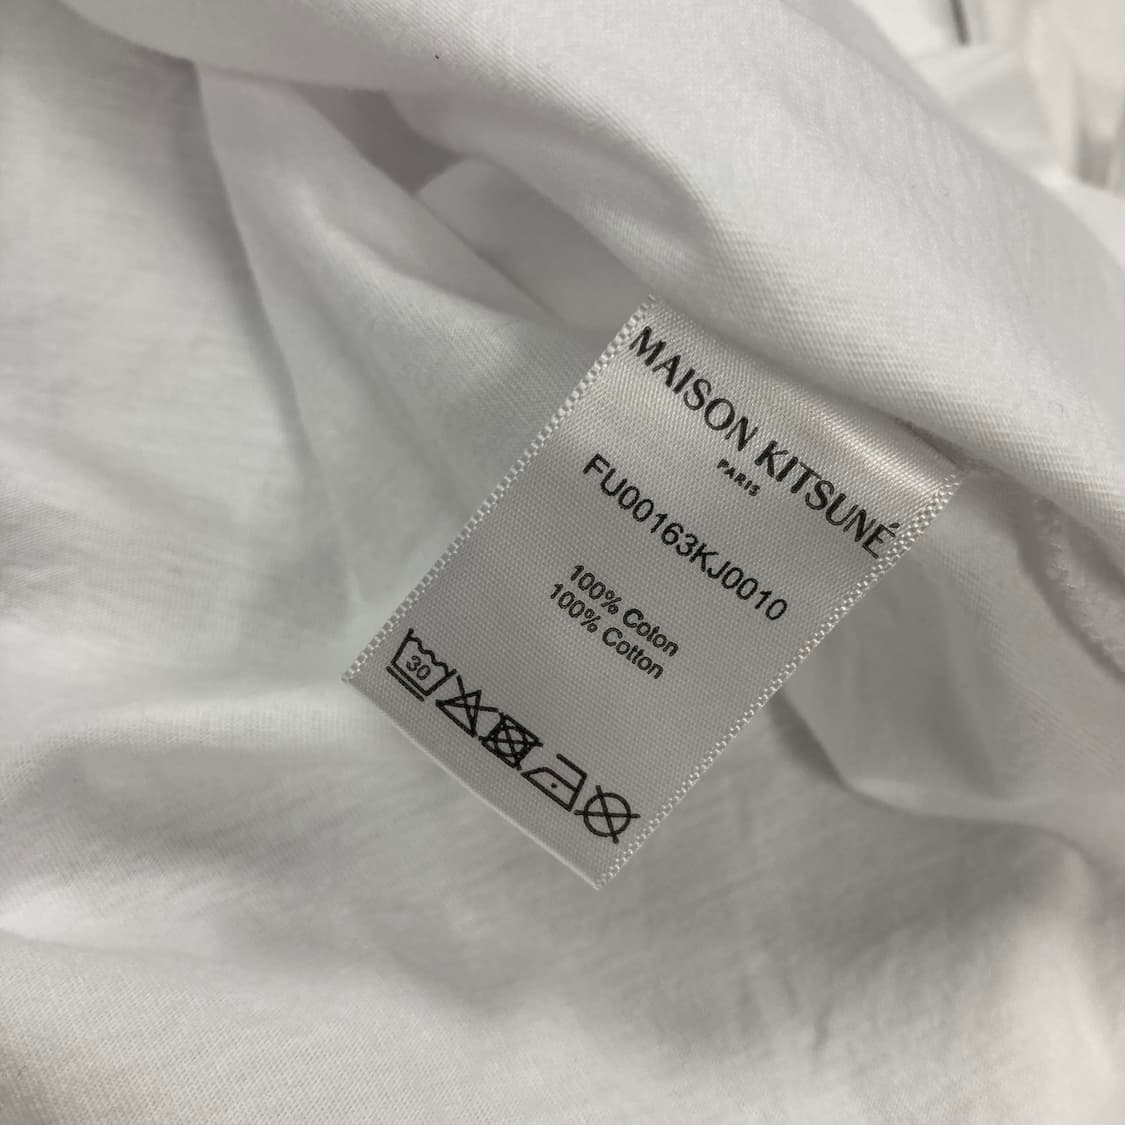 MAISON KITSUNÉ
PARIS
FU00163KJ0010
100% Coton
100% Cotton
30